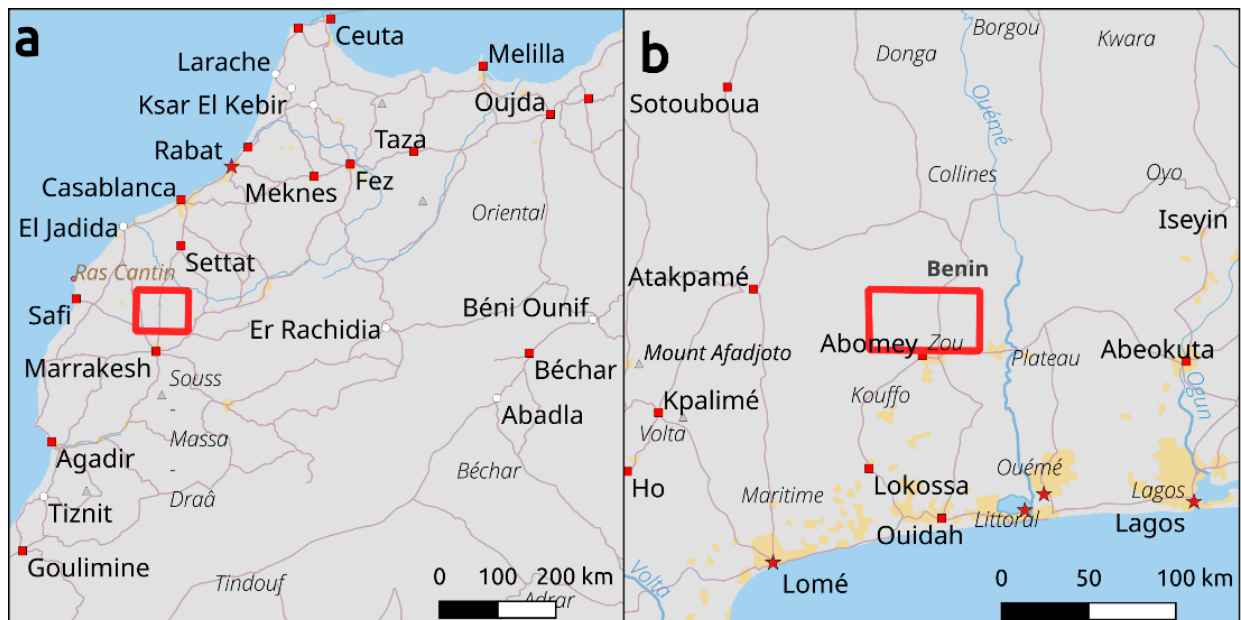 a
Ceuta
Larache
Melilla
Ksar El Kebir
Oujda
Taza
Rabat
Fez
Casablanca
Meknes
El Jadida
Oriental
Settat
Ras Cantin
Safi
Béni Ounif
Er Rachidia
Marrakesh
Béchar
Souss
-
Massa
-
Draâ
Abadla
Agadir
Béchar
Tiznit
Goulimine
Tindouf
Adrar
0 100 200 km
b
Borgou
Kwara
Donga
Sotouboua
Ouémé
Collines
Oyo
Iseyin
Benin
Atakpamé
Abomey
Zou
Mount Afadjoto
Plateau
Abeokuta
Kpalimé
Kouffo
Ogun
Volta
Ouémé
Ho
Lokossa
Maritime
Lagos
Littoral
Ouidah
Lagos
Volta
Lomé
0 50 100 km